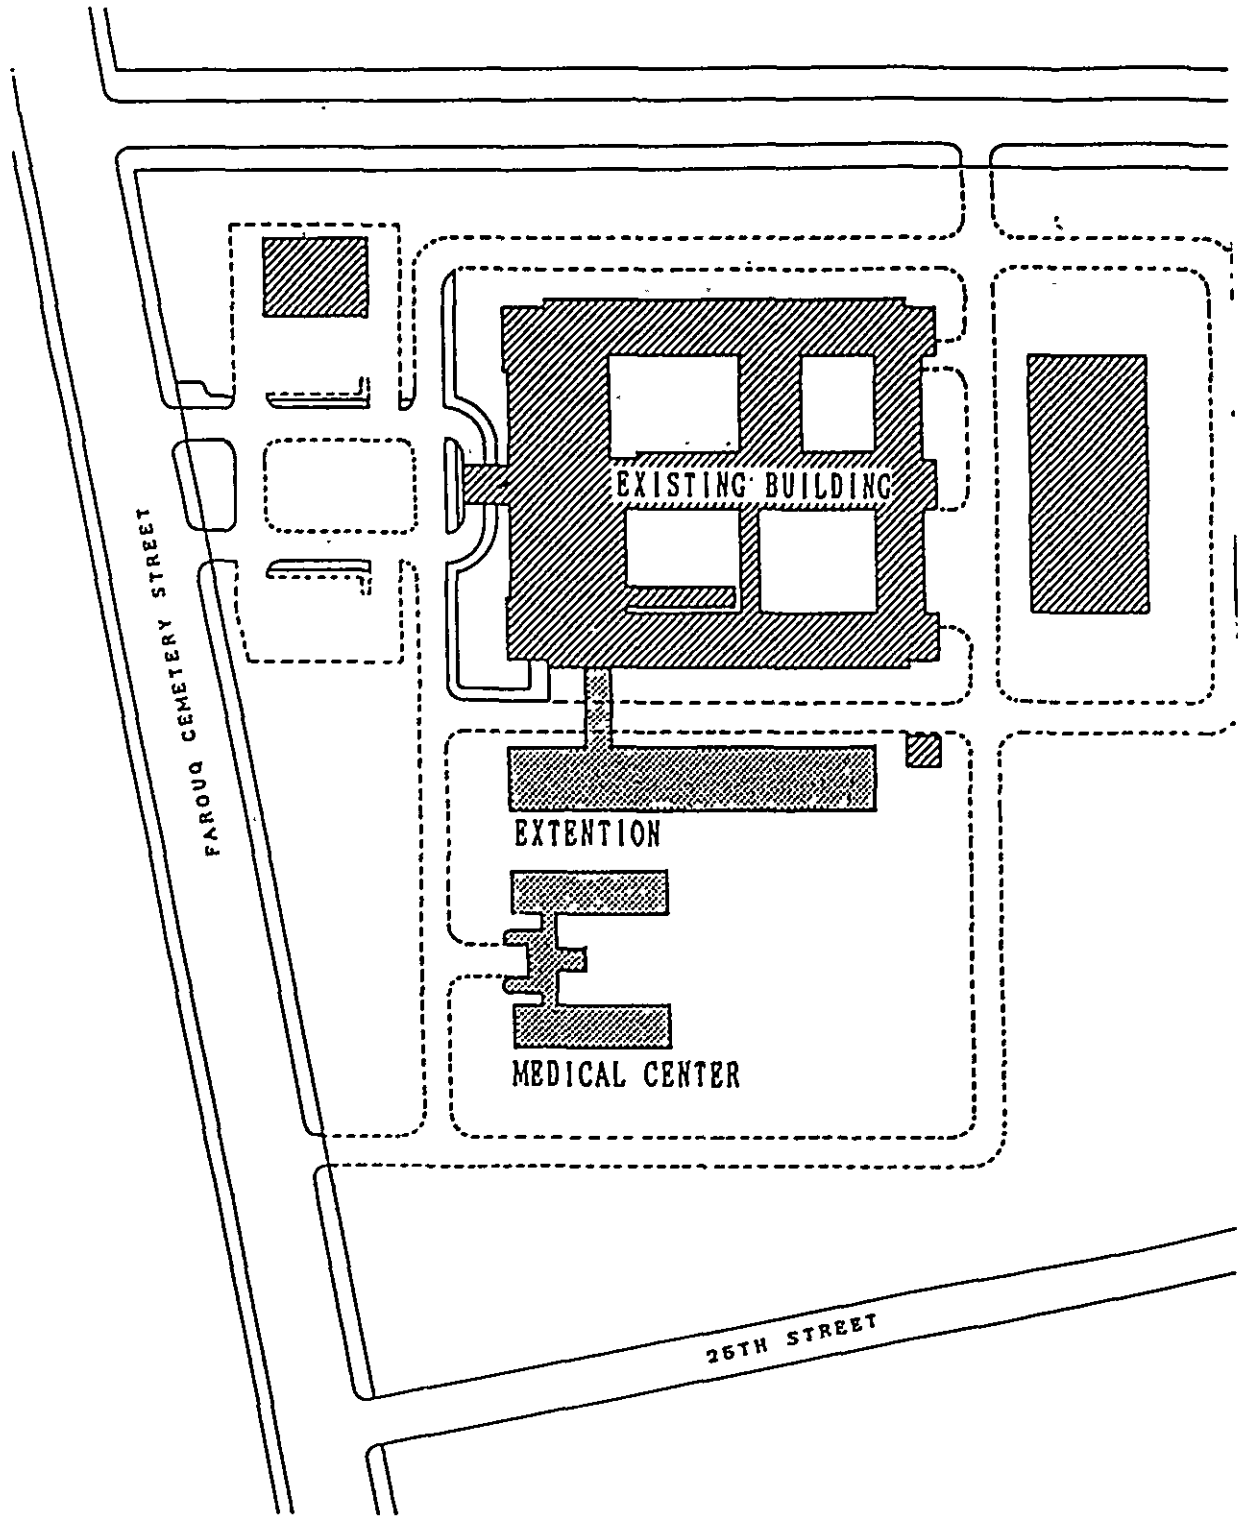 EXISTING BUILDING
FAROUQ CEMETERY STREET
EXTENTION
MEDICAL CENTER
25TH STREET